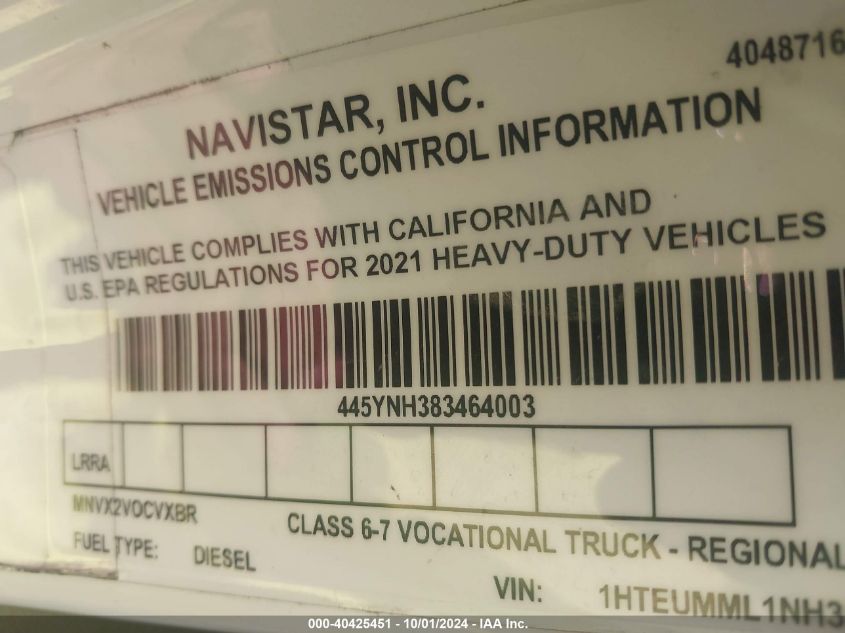 4048716
NAVISTAR, INC.
VEHICLE EMISSIONS CONTROL INFORMATION
THIS VEHICLE COMPLIES WITH CALIFORNIA AND
U.S. EPA REGULATIONS FOR 2021 HEAVY-DUTY VEHICLES
445YNH383464003
LRRA
MNVX2VOCVXBR
CLASS 6-7 VOCATIONAL TRUCK - REGIONAL
FUEL TYPE: DIESEL
VIN: 1HTEUMML1NH3
000-40425451 - 10/01/2024 - IAA Inc.